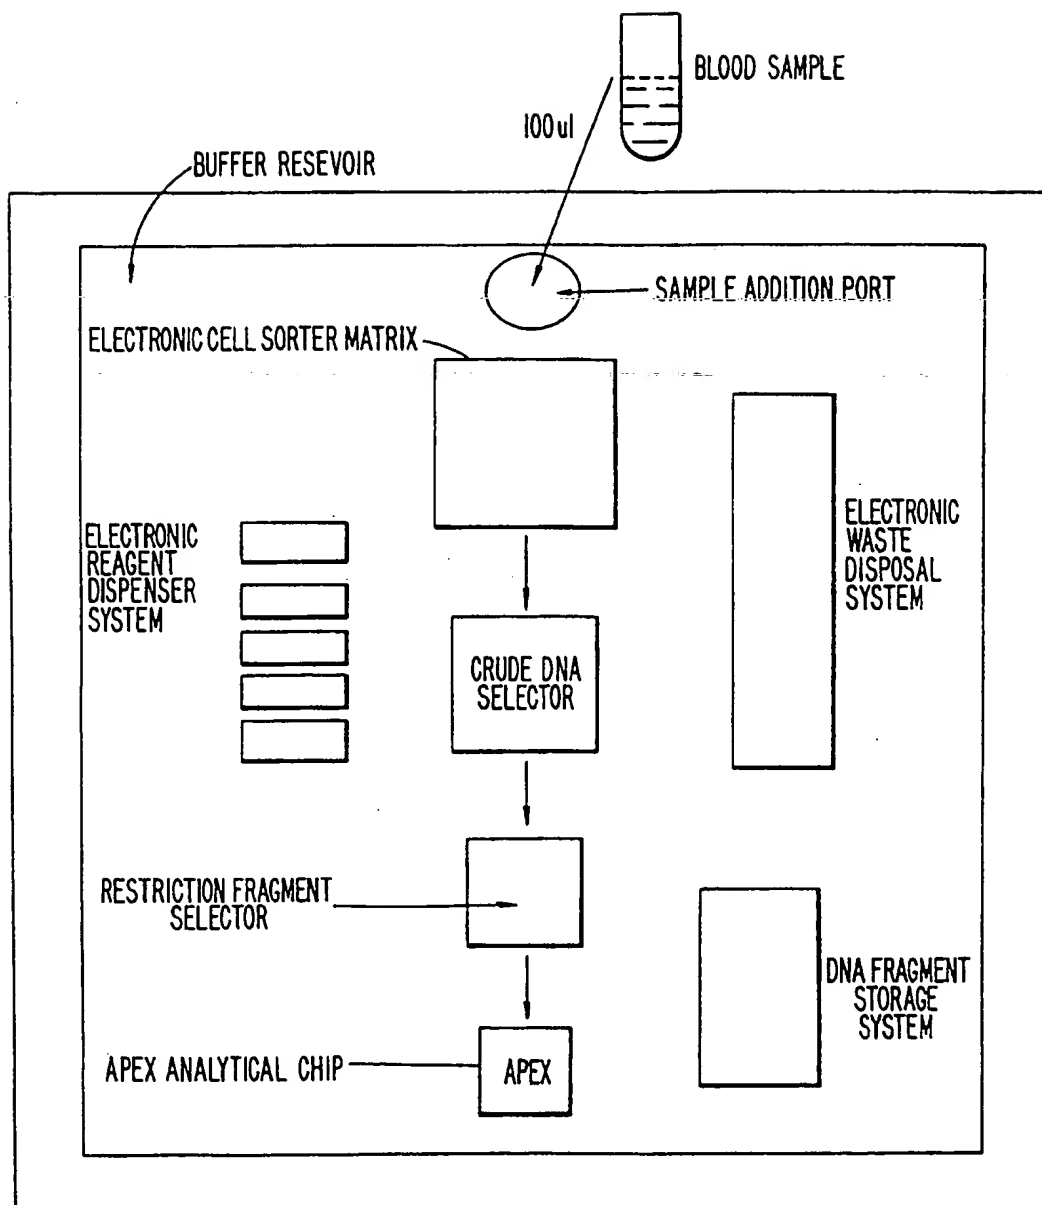 BLOOD SAMPLE
100ul
BUFFER RESEVOIR
SAMPLE ADDITION PORT
ELECTRONIC CELL SORTER MATRIX
ELECTRONIC
REAGENT
DISPENSER
SYSTEM
ELECTRONIC
WASTE
DISPOSAL
SYSTEM
CRUDE DNA
SELECTOR
RESTRICTION FRAGMENT
SELECTOR
DNA FRAGMENT
STORAGE
SYSTEM
APEX ANALYTICAL CHIP
APEX